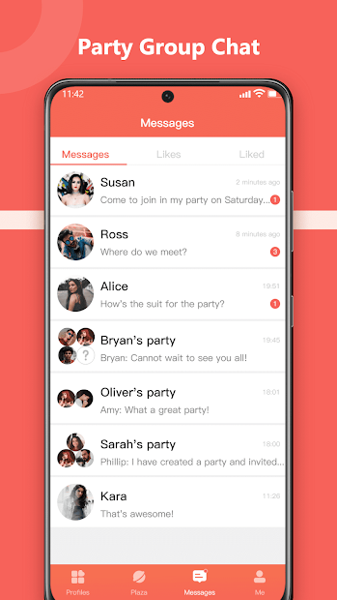 Party Group Chat
11:42
Messages
Messages Likes Liked
Susan 2 minutes ago
Come to join in my party on Saturday... 1
Ross 8 minutes ago
Where do we meet? 3
Alice 19:51
How's the suit for the party? 1
Bryan's party 19:45
Bryan: Cannot wait to see you all!
?
Oliver's party 18:01
Amy: What a great party!
Sarah's party 18:00
Phillip: I have created a party and invited...
Kara 11:26
That's awesome!
Profiles Plaza Messages Me